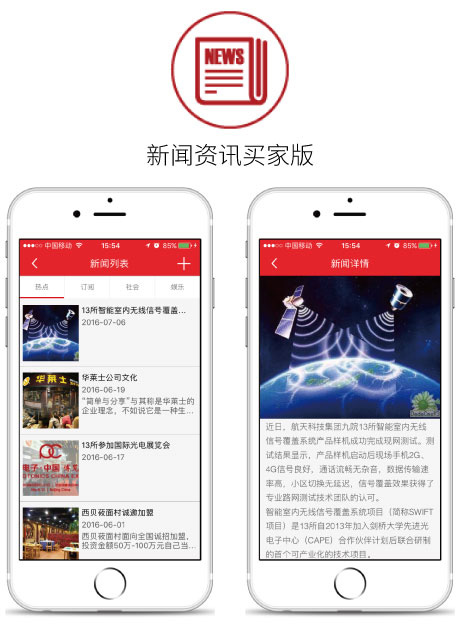 NEWS
新闻资讯买家版
中国移动
15:54
85%
新闻列表
热点
订阅
社会
娱乐
13所智能室内无线信号覆盖...
2016-07-06
华莱士
华莱士公司文化
2016-06-19
“简单与分享”与其称是华莱士的
企业理念，不如说它是一种生...
13所参加国际光电展览会
2016-06-17
西贝莜面村诚邀加盟
2016-06-01
西贝莜面村面向全国诚招加盟，
投资金额50万-100万元自己当...
中国移动
15:54
85%
新闻详情
近日，航天科技集团九院13所智能室内无线
信号覆盖系统产品样机成功完成现网测试。测
试结果显示，产品样机启动后现场手机2G、
4G信号良好，通话流畅无杂音，数据传输速
率高，小区切换无延迟，信号覆盖效果获得了
专业路网测试技术团队的认可。
智能室内无线信号覆盖系统项目（简称SWIFT
项目）是13所自2013年加入剑桥大学先进光
电子中心（CAPE）合作伙伴计划后联合研制
的首个可产业化的技术项目。